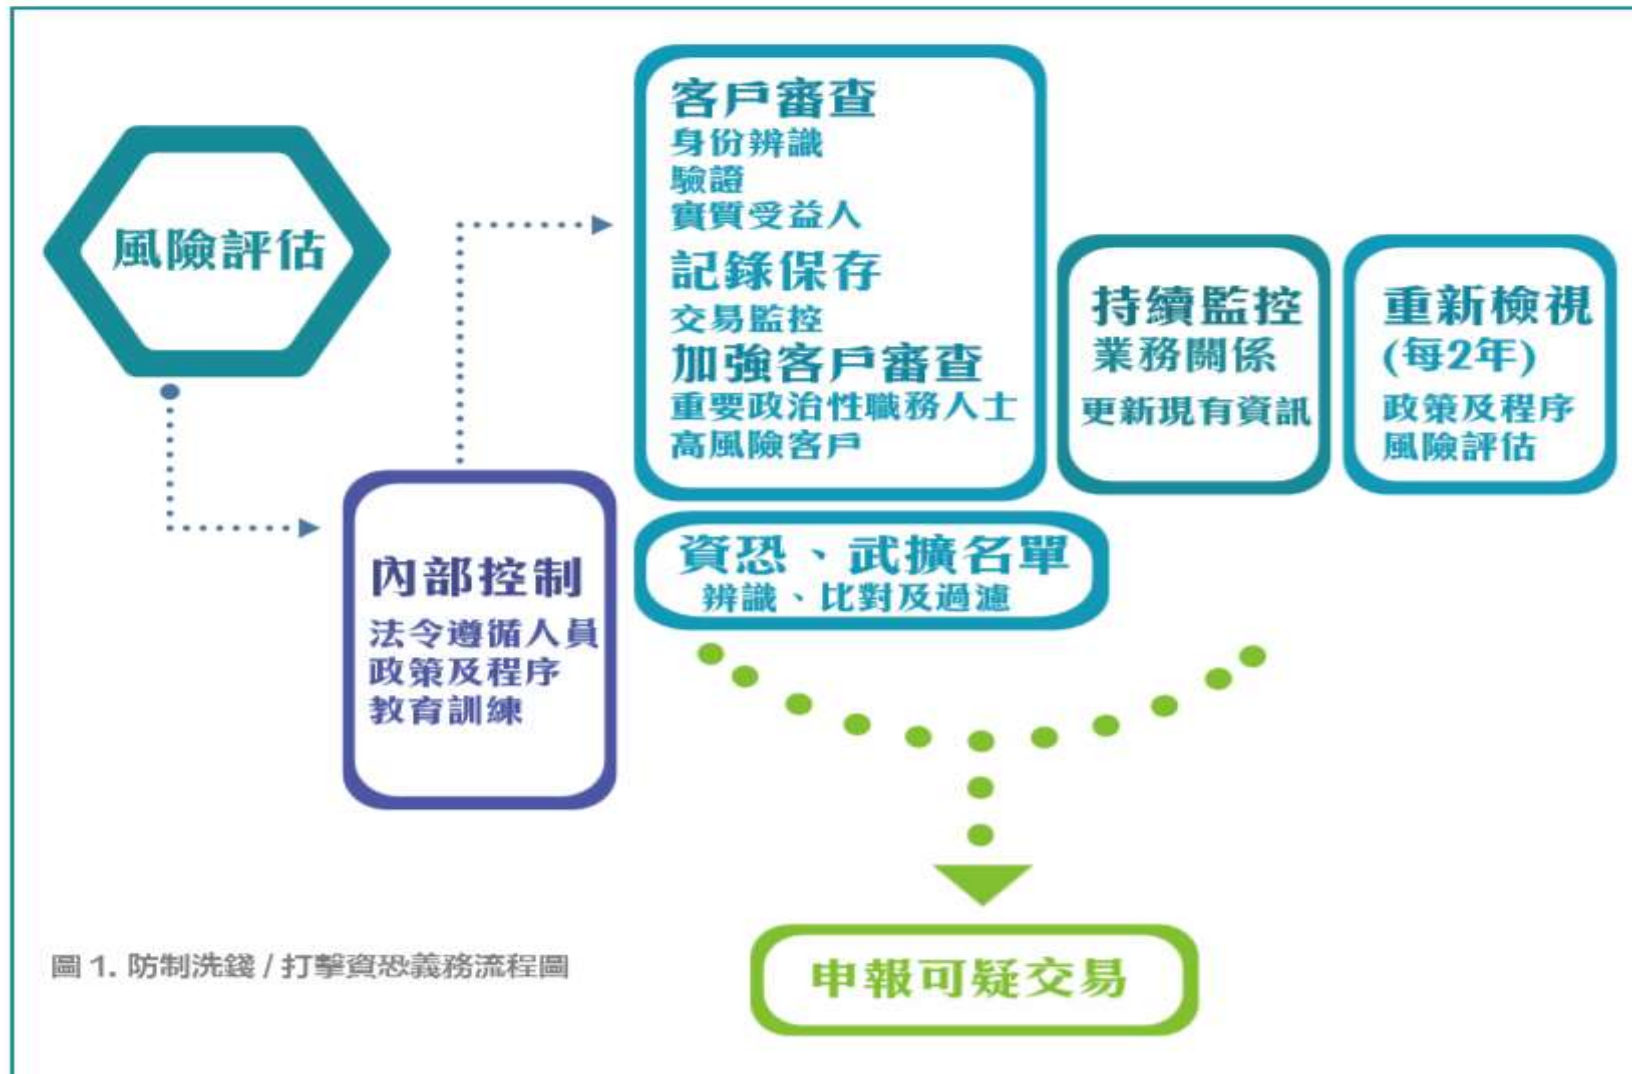 風險評估
內部控制
法令遵循人員
政策及程序
教育訓練
客戶審查
身份辨識
驗證
實質受益人
記錄保存
交易監控
加強客戶審查
重要政治性職務人士
高風險客戶
資恐、武擴名單
辨識、比對及過濾
持續監控
業務關係
更新現有資訊
重新檢視
(每2年)
政策及程序
風險評估
申報可疑交易
圖 1. 防制洗錢 / 打擊資恐義務流程圖